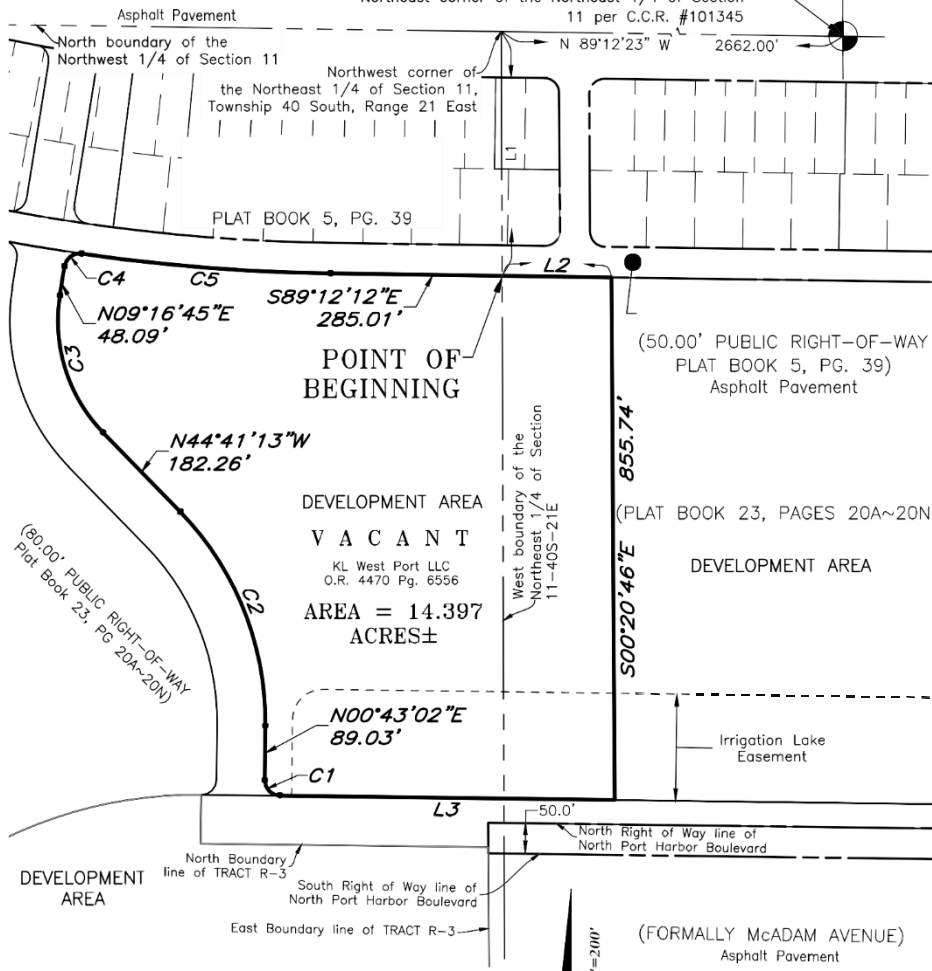 Asphalt Pavement
Northeast corner of the Northeast 1/4 of Section
11 per C.C.R. #101345
N 89°12'23" W 2662.00'
North boundary of the
Northwest 1/4 of Section 11
Northwest corner of
the Northeast 1/4 of Section 11,
Township 40 South, Range 21 East
L1
PLAT BOOK 5, PG. 39
C4
C5
L2
S89°12'12"E
285.01'
N09°16'45"E
48.09'
C3
POINT OF
BEGINNING
(50.00' PUBLIC RIGHT-OF-WAY
PLAT BOOK 5, PG. 39)
Asphalt Pavement
855.74'
S00°20'46"E
N44°41'13"W
182.26'
West boundary of the
Northeast 1/4 of Section
11-40S-21E
DEVELOPMENT AREA
VACANT
KL West Port LLC
O.R. 4470 Pg. 6556
AREA = 14.397
ACRES±
(PLAT BOOK 23, PAGES 20A~20N
DEVELOPMENT AREA
(80.00' PUBLIC RIGHT-OF-WAY
Plat Book 23, PG 20A~20N)
C2
N00°43'02"E
89.03'
C1
Irrigation Lake
Easement
L3
50.0'
North Right of Way line of
North Port Harbor Boulevard
North Boundary
line of TRACT R-3
DEVELOPMENT
AREA
South Right of Way line of
North Port Harbor Boulevard
East Boundary line of TRACT R-3
'=200'
(FORMALLY McADAM AVENUE)
Asphalt Pavement